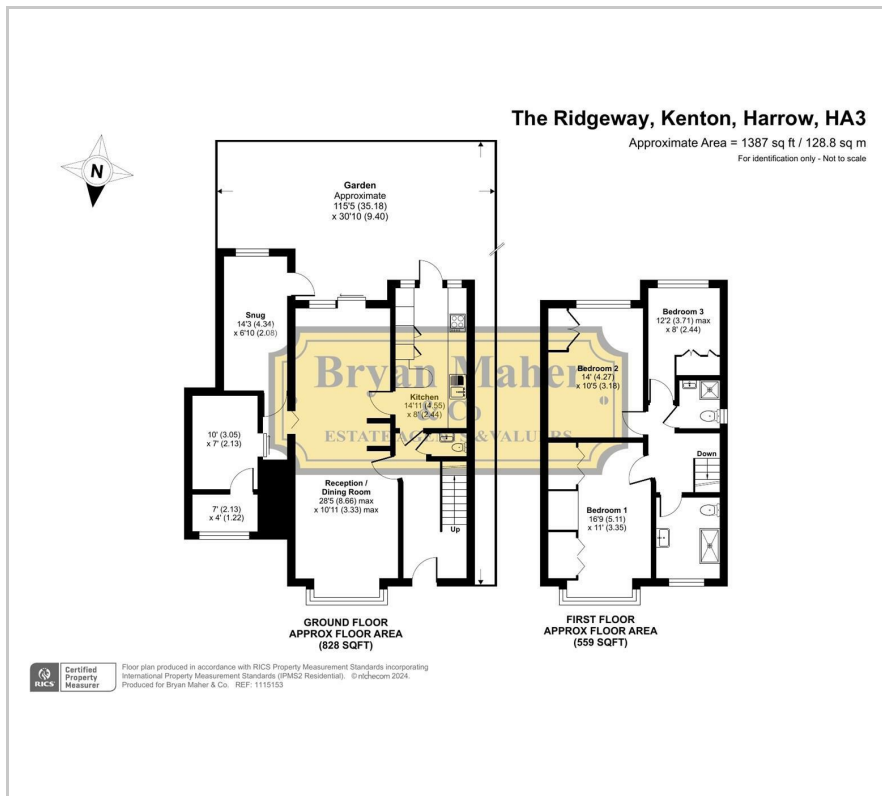 The Ridgeway, Kenton, Harrow, HA3
Approximate Area = 1387 sq ft / 128.8 sq m
For identification only - Not to scale
N
Garden
Approximate
115'5 (35.18)
x 30'10 (9.40)
Snug
14'3 (4.34)
x 6'10 (2.08)
Kitchen
14'11 (4.55)
x 8' (2.44)
10' (3.05)
x 7' (2.13)
7' (2.13)
x 4' (1.22)
Reception /
Dining Room
28'5 (8.66) max
x 10'11 (3.33) max
Up
GROUND FLOOR
APPROX FLOOR AREA
(828 SQFT)
Bedroom 3
12'2 (3.71) max
x 8' (2.44)
Bedroom 2
14' (4.27)
x 10'5 (3.18)
Down
Bedroom 1
16'9 (5.11)
x 11' (3.35)
FIRST FLOOR
APPROX FLOOR AREA
(559 SQFT)
Bryan Maher
& Co
ESTATE AGENTS & VALUERS
RICS
Certified
Property
Measurer
Floor plan produced in accordance with RICS Property Measurement Standards incorporating
International Property Measurement Standards (IPMS2 Residential). © nichecom 2024.
Produced for Bryan Maher & Co. REF: 1115153